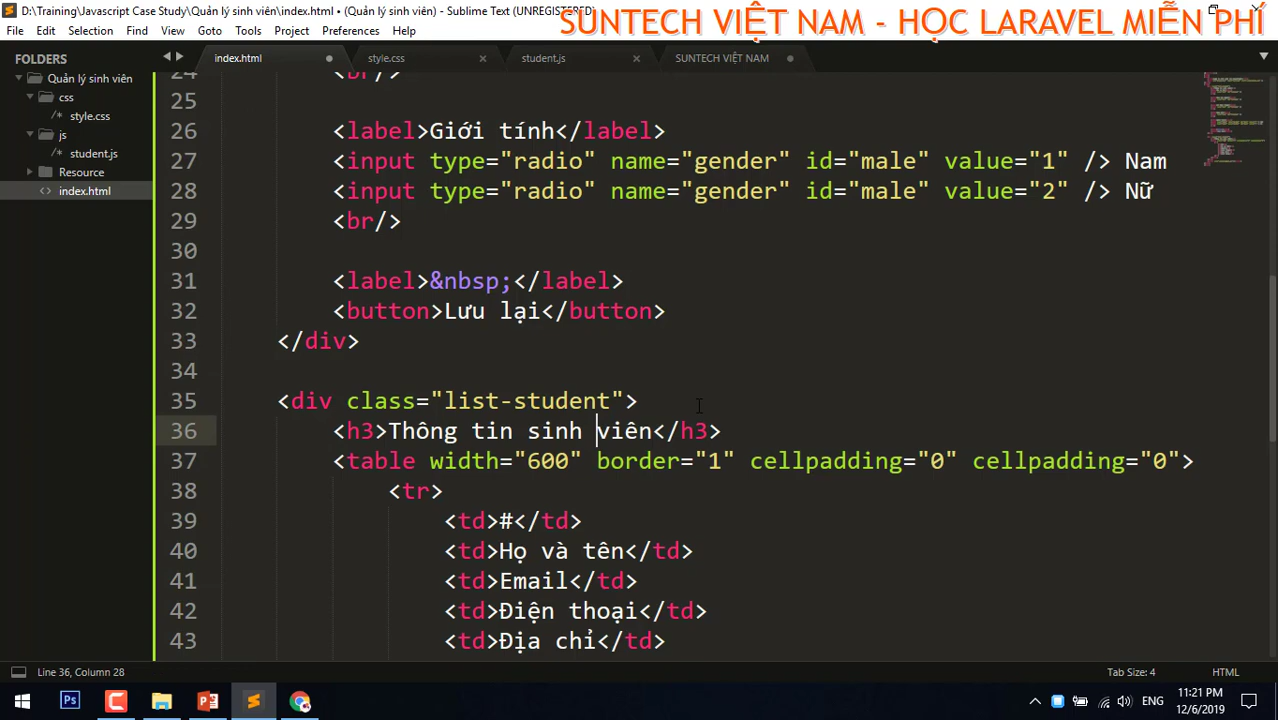 D:\Training\Javascript Case Study\Quản lý sinh viên\index.html • (Quản lý sinh viên) - Sublime Text (UNREGISTERED)
SUNTECH VIỆT NAM - HỌC LARAVEL MIỄN PHÍ
File Edit Selection Find View Goto Tools Project Preferences Help
FOLDERS
Quản lý sinh viên
css
/* style.css
js
/* student.js
Resource
<> index.html
index.html style.css student.js SUNTECH VIỆT NAM
24 <br/>
25
26 <label>Giới tính</label>
27 <input type="radio" name="gender" id="male" value="1" /> Nam
28 <input type="radio" name="gender" id="male" value="2" /> Nữ
29 <br/>
30
31 <label>&nbsp;</label>
32 <button>Lưu lại</button>
33 </div>
34
35 <div class="list-student">
36 <h3>Thông tin sinh viên</h3>
37 <table width="600" border="1" cellpadding="0" cellpadding="0">
38 <tr>
39 <td>#</td>
40 <td>Họ và tên</td>
41 <td>Email</td>
42 <td>Điện thoại</td>
43 <td>Địa chỉ</td>
Line 36, Column 28
Tab Size: 4 HTML
Ps
ENG
11:21 PM
12/6/2019